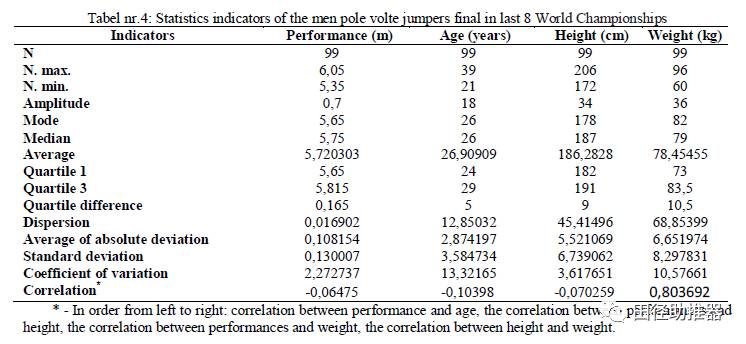 Tabel nr.4: Statistics indicators of the men pole volte jumpers final in last 8 World Championships
Indicators Performance (m) Age (years) Height (cm) Weight (kg)
N 99 99 99 99
N. max. 6,05 39 206 96
N. min. 5,35 21 172 60
Amplitude 0,7 18 34 36
Mode 5,65 26 178 82
Median 5,75 26 187 79
Average 5,720303 26,90909 186,2828 78,45455
Quartile 1 5,65 24 182 73
Quartile 3 5,815 29 191 83,5
Quartile difference 0,165 5 9 10,5
Dispersion 0,016902 12,85032 45,41496 68,85399
Average of absolute deviation 0,108154 2,874197 5,521069 6,651974
Standard deviation 0,130007 3,584734 6,739062 8,297831
Coefficient of variation 2,272737 13,32165 3,617651 10,57661
Correlation* -0,06475 -0,10398 -0,070259 0,803692
* - In order from left to right: correlation between performance and age, the correlation between performances and
height, the correlation between performances and weight, the correlation between height and weight.
田径助推器